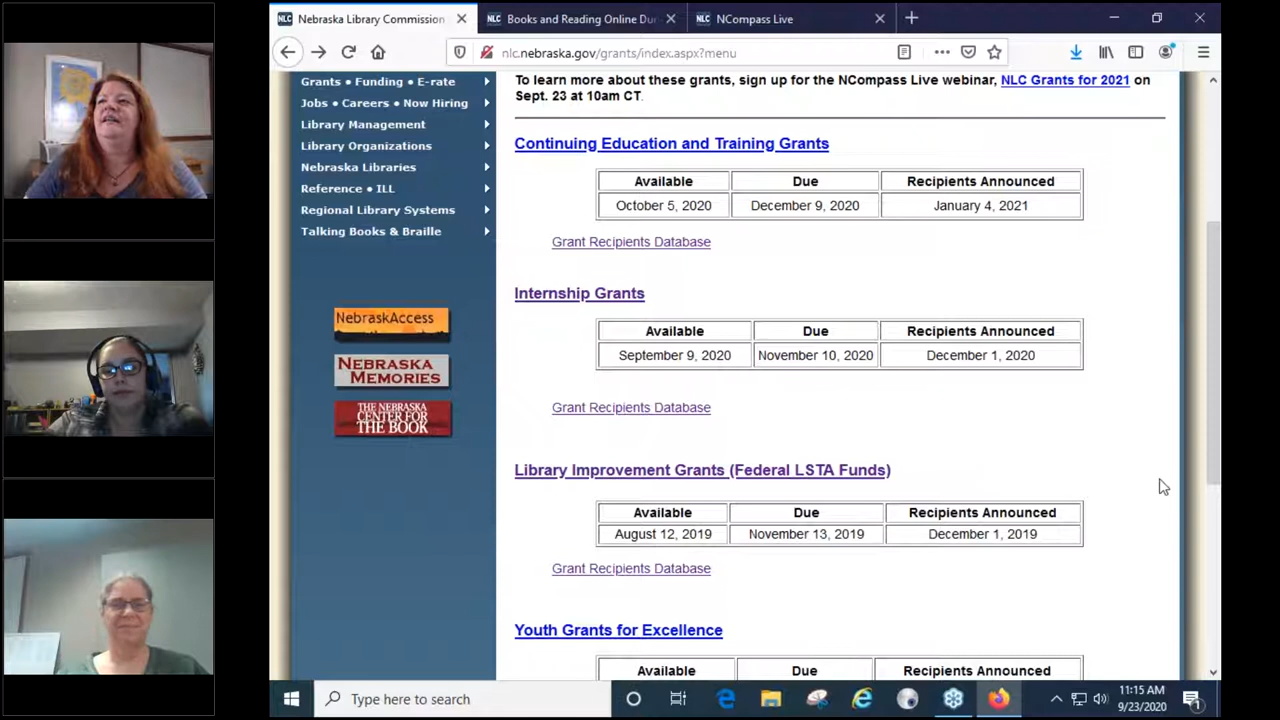 Nebraska Library Commission
Books and Reading Online Du
NLC NCompass Live
nlc.nebraska.gov/grants/index.aspx?menu
Grants • Funding • E-rate
Jobs • Careers • Now Hiring
Library Management
Library Organizations
Nebraska Libraries
Reference • ILL
Regional Library Systems
Talking Books & Braille
NebraskAccess
NEBRASKA
MEMORIES
THE NEBRASKA
CENTER FOR
THE BOOK
To learn more about these grants, sign up for the NCompass Live webinar, NLC Grants for 2021 on
Sept. 23 at 10am CT.
Continuing Education and Training Grants
Available Due Recipients Announced
October 5, 2020 December 9, 2020 January 4, 2021
Grant Recipients Database
Internship Grants
Available Due Recipients Announced
September 9, 2020 November 10, 2020 December 1, 2020
Grant Recipients Database
Library Improvement Grants (Federal LSTA Funds)
Available Due Recipients Announced
August 12, 2019 November 13, 2019 December 1, 2019
Grant Recipients Database
Youth Grants for Excellence
Available Due Recipients Announced
Type here to search
11:15 AM
9/23/2020
1